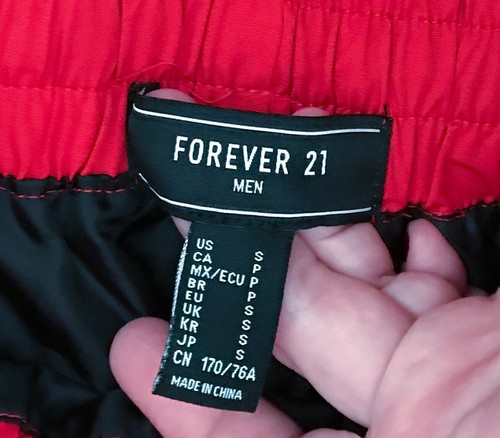 FOREVER 21
MEN
US S
CA P
MX/ECU P
BR P
EU S
UK S
KR S
JP S
CN 170/76A
MADE IN CHINA